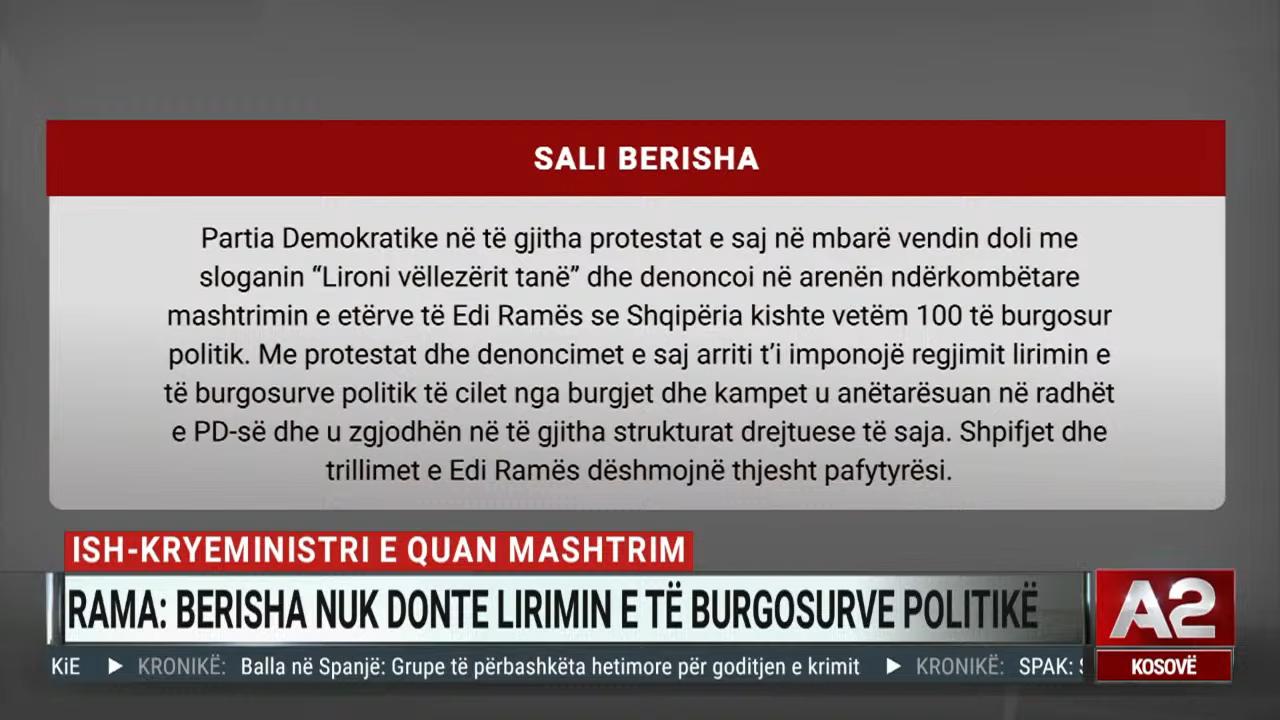 SALI BERISHA
Partia Demokratike në të gjitha protestat e saj në mbarë vendin doli me
sloganin “Lironi vëllezërit tanë” dhe denoncoi në arenën ndërkombëtare
mashtrimin e etërve të Edi Ramës se Shqipëria kishte vetëm 100 të burgosur
politik. Me protestat dhe denoncimet e saj arriti t’i imponojë regjimit lirimin e
të burgosurve politik të cilet nga burgjet dhe kampet u anëtarësuan në radhët
e PD-së dhe u zgjodhën në të gjitha strukturat drejtuese të saja. Shpifjet dhe
trillimet e Edi Ramës dëshmojnë thjesht pafytyrësi.
ISH-KRYEMINISTRI E QUAN MASHTRIM
RAMA: BERISHA NUK DONTE LIRIMIN E TË BURGOSURVE POLITIKË
A2
KOSOVË
KiE ▶ KRONIKË: Balla në Spanjë: Grupe të përbashkëta hetimore për goditjen e krimit ▶ KRONIKË: SPAK: